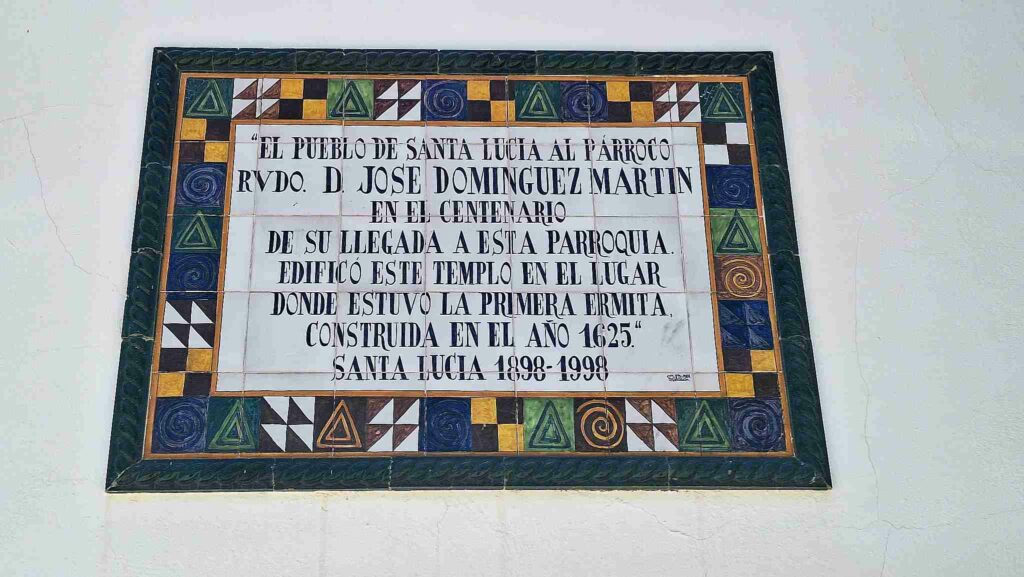 "EL PUEBLO DE SANTA LUCIA AL PÁRROCO
RVDO. D. JOSE DOMINGUEZ MARTIN
EN EL CENTENARIO
DE SU LLEGADA A ESTA PARROQUIA.
EDIFICÓ ESTE TEMPLO EN EL LUGAR
DONDE ESTUVO LA PRIMERA ERMITA,
CONSTRUIDA EN EL AÑO 1625."
SANTA LUCIA 1898-1998